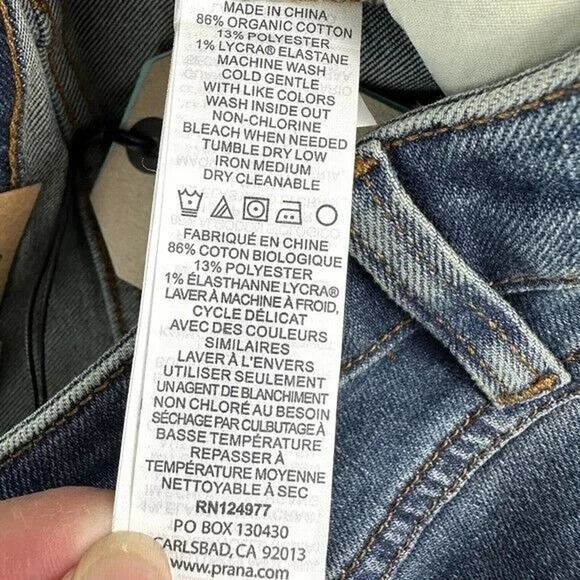 MADE IN CHINA
86% ORGANIC COTTON
13% POLYESTER
1% LYCRA® ELASTANE
MACHINE WASH
COLD GENTLE
WITH LIKE COLORS
WASH INSIDE OUT
NON-CHLORINE
BLEACH WHEN NEEDED
TUMBLE DRY LOW
IRON MEDIUM
DRY CLEANABLE
FABRIQUÉ EN CHINE
86% COTON BIOLOGIQUE
13% POLYESTER
1% ÉLASTHANNE LYCRA®
LAVER À MACHINE À FROID,
CYCLE DÉLICAT
AVEC DES COULEURS
SIMILAIRES
LAVER À L'ENVERS
UTILISER SEULEMENT
UN AGENT DE BLANCHIMENT
NON CHLORÉ AU BESOIN
SÉCHAGE PAR CULBUTAGE À
BASSE TEMPÉRATURE
REPASSER À
TEMPÉRATURE MOYENNE
NETTOYABLE À SEC
RN124977
PO BOX 130430
CARLSBAD, CA 92013
www.prana.com